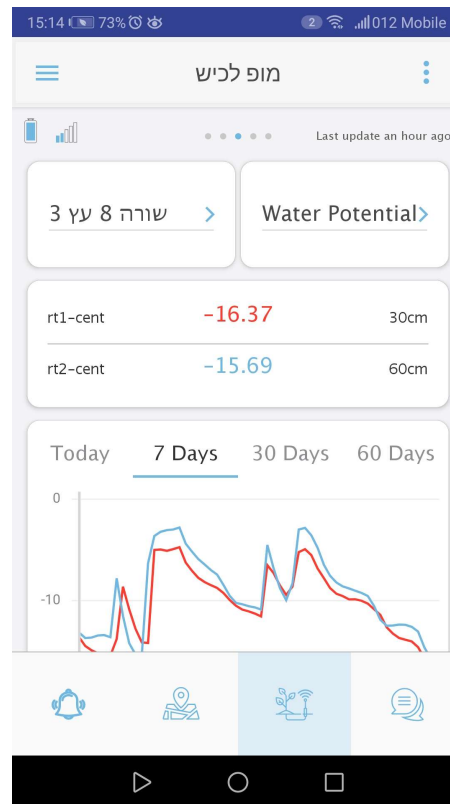 15:14 73% 2 012 Mobile
מופ לכיש
Last update an hour ago
שורה 8 עץ 3
Water Potential
rt1-cent -16.37 30cm
rt2-cent -15.69 60cm
Today 7 Days 30 Days 60 Days
0
-10